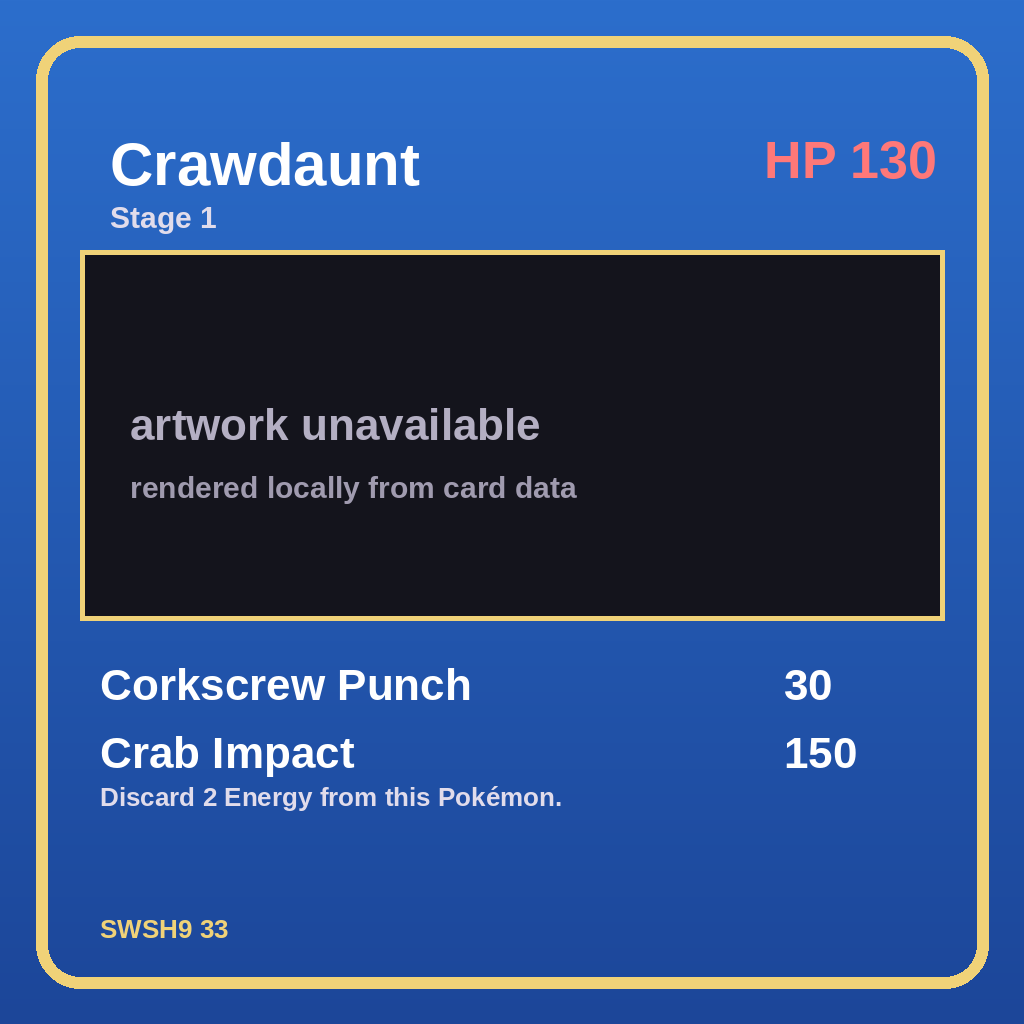 Crawdaunt
HP 130
Stage 1
artwork unavailable
rendered locally from card data
Corkscrew Punch 30
Crab Impact 150
Discard 2 Energy from this Pokémon.
SWSH9 33